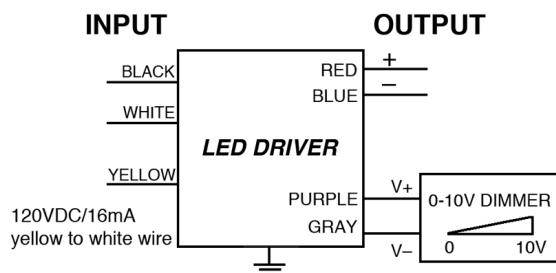 INPUT
OUTPUT
BLACK
WHITE
YELLOW
120VDC/16mA
yellow to white wire
LED DRIVER
RED
BLUE
+
–
PURPLE
GRAY
V+
V–
0-10V DIMMER
0 10V